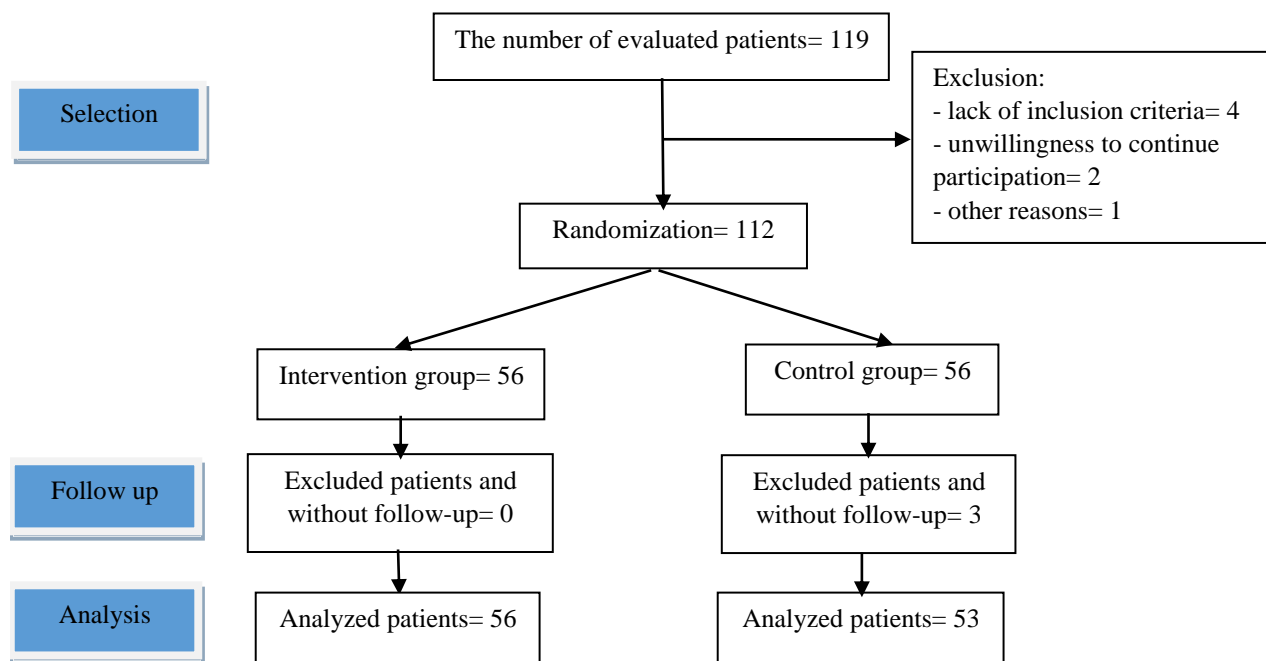 The number of evaluated patients= 119
Selection
Exclusion:
- lack of inclusion criteria= 4
- unwillingness to continue
participation= 2
- other reasons= 1
Randomization= 112
Intervention group= 56
Control group= 56
Follow up
Excluded patients and
without follow-up= 0
Excluded patients and
without follow-up= 3
Analysis
Analyzed patients= 56
Analyzed patients= 53